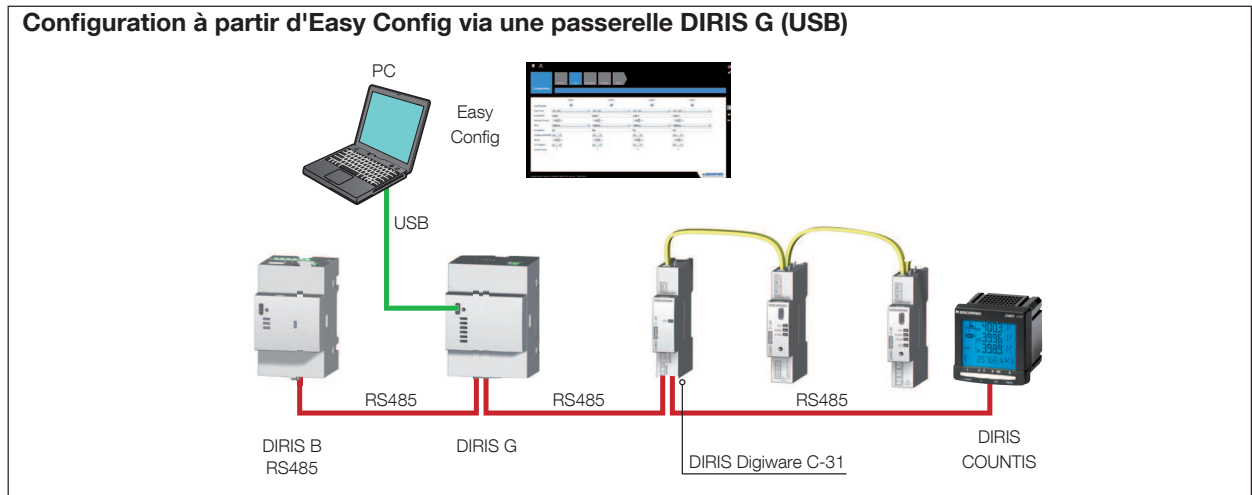 Configuration à partir d'Easy Config via une passerelle DIRIS G (USB)
PC
Easy
Config
USB
RS485
RS485
RS485
DIRIS B
RS485
DIRIS G
DIRIS Digiware C-31
DIRIS
COUNTIS